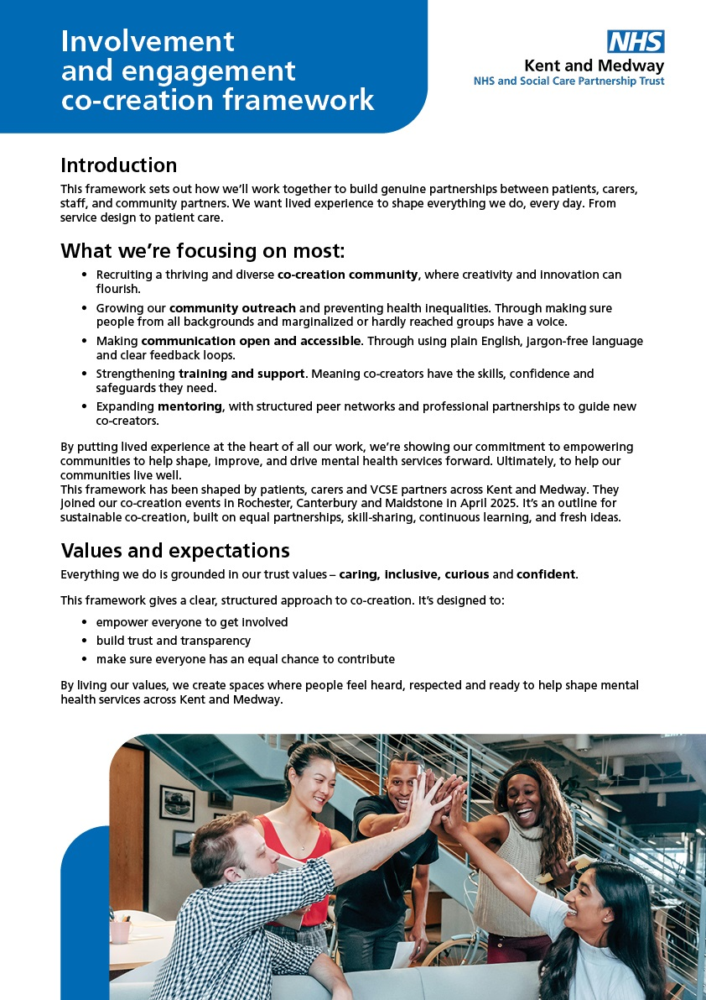 Involvement
and engagement
co-creation framework
NHS
Kent and Medway
NHS and Social Care Partnership Trust
Introduction
This framework sets out how we’ll work together to build genuine partnerships between patients, carers,
staff, and community partners. We want lived experience to shape everything we do, every day. From
service design to patient care.
What we’re focusing on most:
• Recruiting a thriving and diverse co-creation community, where creativity and innovation can
flourish.
• Growing our community outreach and preventing health inequalities. Through making sure
people from all backgrounds and marginalized or hardly reached groups have a voice.
• Making communication open and accessible. Through using plain English, jargon-free language
and clear feedback loops.
• Strengthening training and support. Meaning co-creators have the skills, confidence and
safeguards they need.
• Expanding mentoring, with structured peer networks and professional partnerships to guide new
co-creators.
By putting lived experience at the heart of all our work, we’re showing our commitment to empowering
communities to help shape, improve, and drive mental health services forward. Ultimately, to help our
communities live well.
This framework has been shaped by patients, carers and VCSE partners across Kent and Medway. They
joined our co-creation events in Rochester, Canterbury and Maidstone in April 2025. It’s an outline for
sustainable co-creation, built on equal partnerships, skill-sharing, continuous learning, and fresh ideas.
Values and expectations
Everything we do is grounded in our trust values – caring, inclusive, curious and confident.
This framework gives a clear, structured approach to co-creation. It’s designed to:
• empower everyone to get involved
• build trust and transparency
• make sure everyone has an equal chance to contribute
By living our values, we create spaces where people feel heard, respected and ready to help shape mental
health services across Kent and Medway.